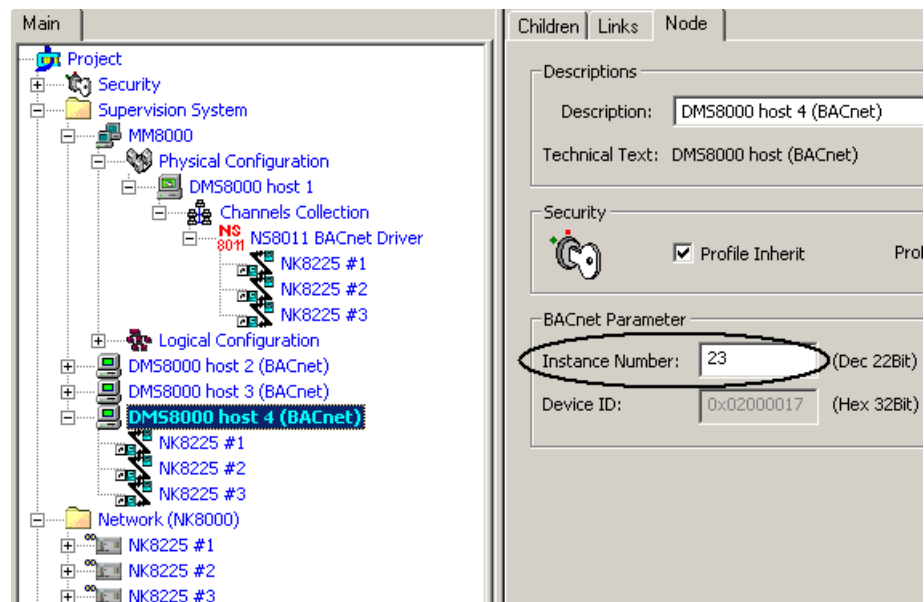 Main
Project
Security
Supervision System
MM8000
Physical Configuration
DMS8000 host 1
Channels Collection
NS
8011
NS8011 BACnet Driver
NK8225 #1
NK8225 #2
NK8225 #3
Logical Configuration
DMS8000 host 2 (BACnet)
DMS8000 host 3 (BACnet)
DMS8000 host 4 (BACnet)
NK8225 #1
NK8225 #2
NK8225 #3
Network (NK8000)
NK8225 #1
NK8225 #2
NK8225 #3
Children Links Node
Descriptions
Description: DMS8000 host 4 (BACnet)
Technical Text: DMS8000 host (BACnet)
Security
Profile Inherit
BACnet Parameter
Instance Number: 23 (Dec 22Bit)
Device ID: 0x02000017 (Hex 32Bit)